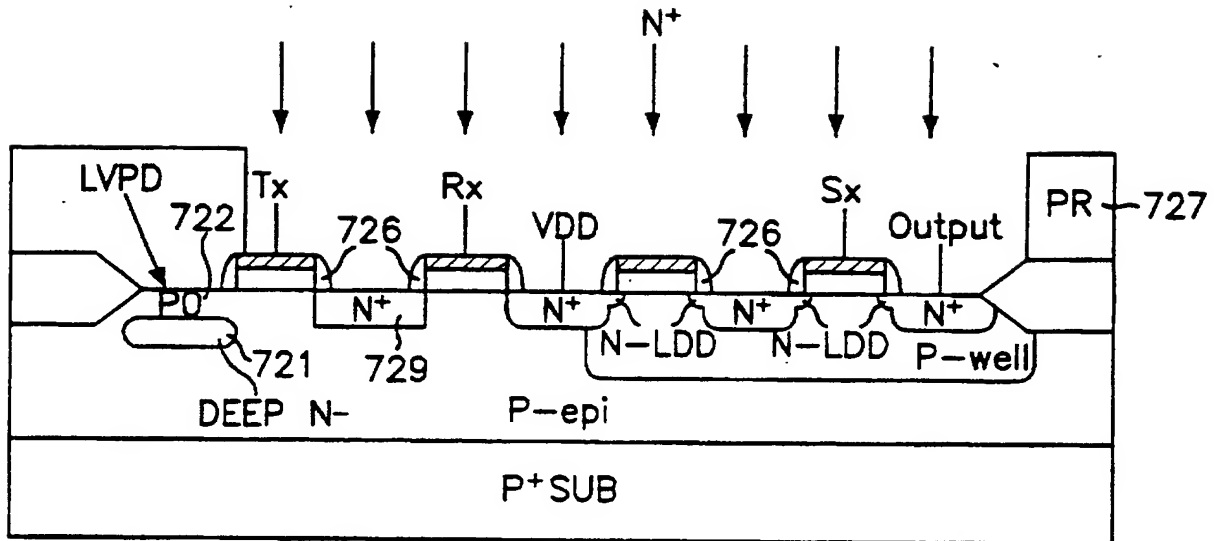 N+
LVPD
722
Tx
726
Rx
VDD
726
Sx
Output
PR
727
P0
N+
N+
N+
N+
721
729
N-LDD
N-LDD
P-well
DEEP N-
P-epi
P+ SUB